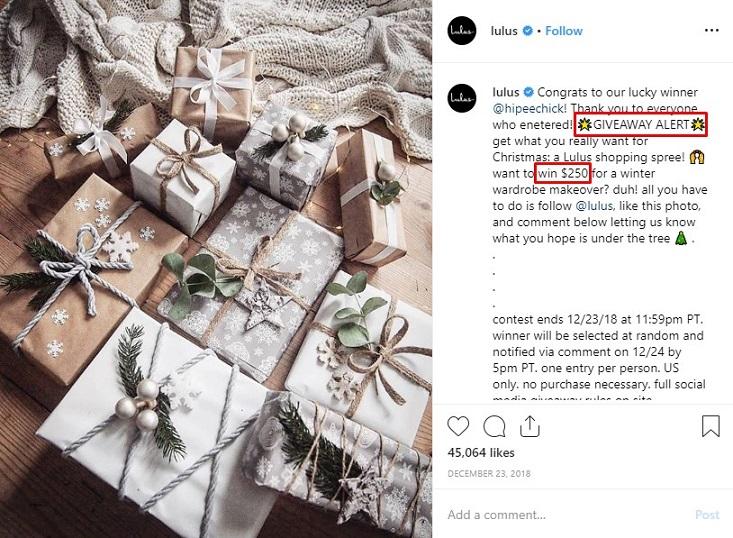 Lulus
lulus • Follow
...
Lulus
lulus Congrats to our lucky winner
@hipeechick! Thank you to everyone
who enetered! 💥GIVEAWAY ALERT💥
get what you really want for
Christmas: a Lulus shopping spree! 🙌
want to win $250 for a winter
wardrobe makeover? duh! all you have
to do is follow @lulus, like this photo,
and comment below letting us know
what you hope is under the tree 🎄 .
.
.
.
.
contest ends 12/23/18 at 11:59pm PT.
winner will be selected at random and
notified via comment on 12/24 by
5pm PT. one entry per person. US
only. no purchase necessary. full social
media giveaway rules on site
45,064 likes
DECEMBER 23, 2018
Add a comment...
Post